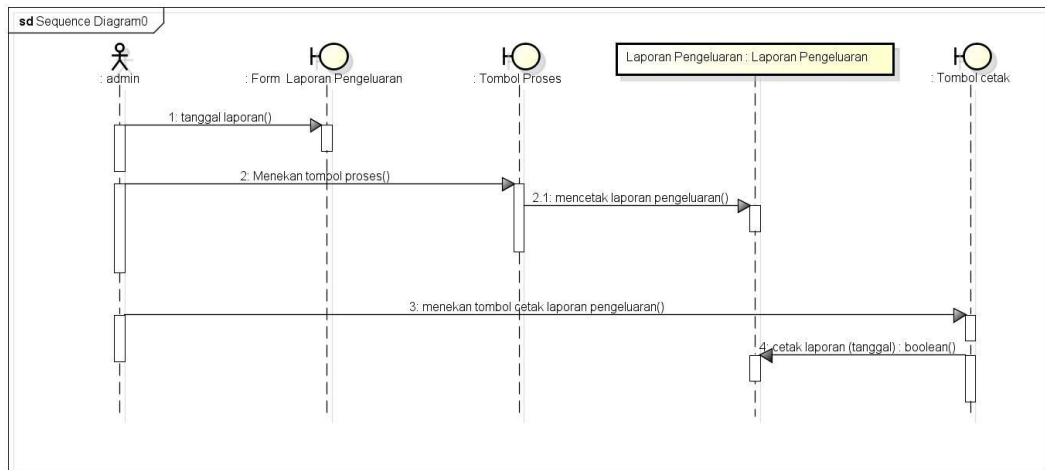 sd Sequence Diagram0
: admin
: Form Laporan Pengeluaran
: Tombol Proses
Laporan Pengeluaran : Laporan Pengeluaran
: Tombol cetak
1: tanggal laporan()
2: Menekan tompol proses()
2.1: mencetak laporan pengeluaran()
3: menekan tombol cetak laporan pengeluaran()
4: cetak laporan (tanggal) : boolean()